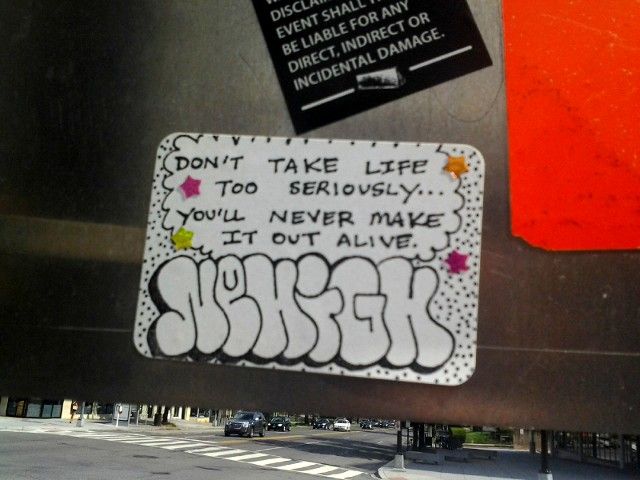 EVENT SHALL
BE LIABLE FOR ANY
DIRECT, INDIRECT OR
INCIDENTAL DAMAGE.
DON'T TAKE LIFE
TOO SERIOUSLY...
YOU'LL NEVER MAKE
IT OUT ALIVE.